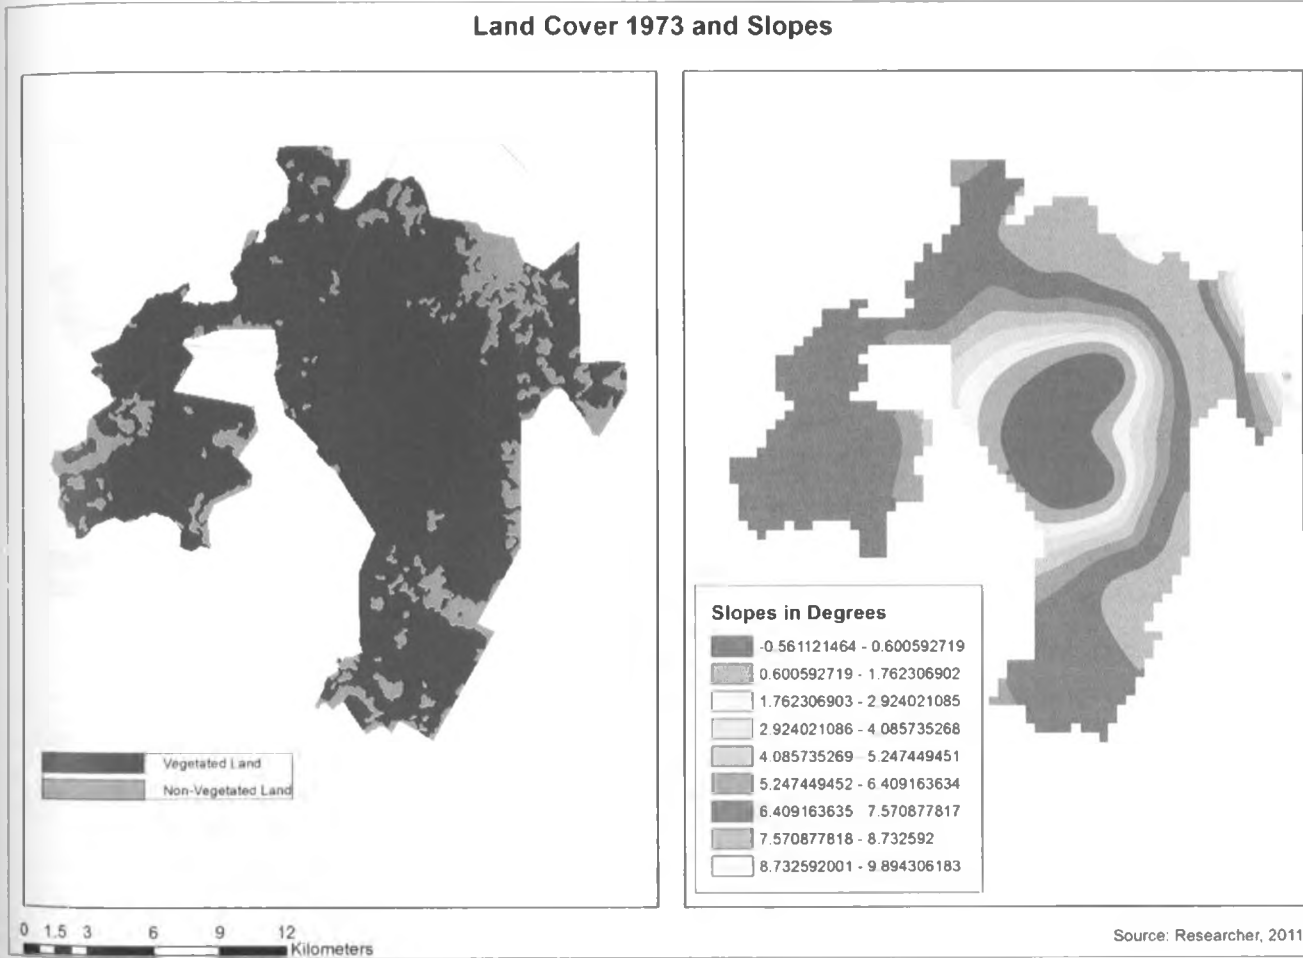 Land Cover 1973 and Slopes
Vegetated Land
Non-Vegetated Land
0 1.5 3 6 9 12
Kilometers
Slopes in Degrees
-0.561121464 - 0.600592719
0.600592719 - 1.762306902
1.762306903 - 2.924021085
2.924021086 - 4.085735268
4.085735269 - 5.247449451
5.247449452 - 6.409163634
6.409163635 7.570877817
7.570877818 - 8.732592
8.732592001 - 9.894306183
Source: Researcher, 2011